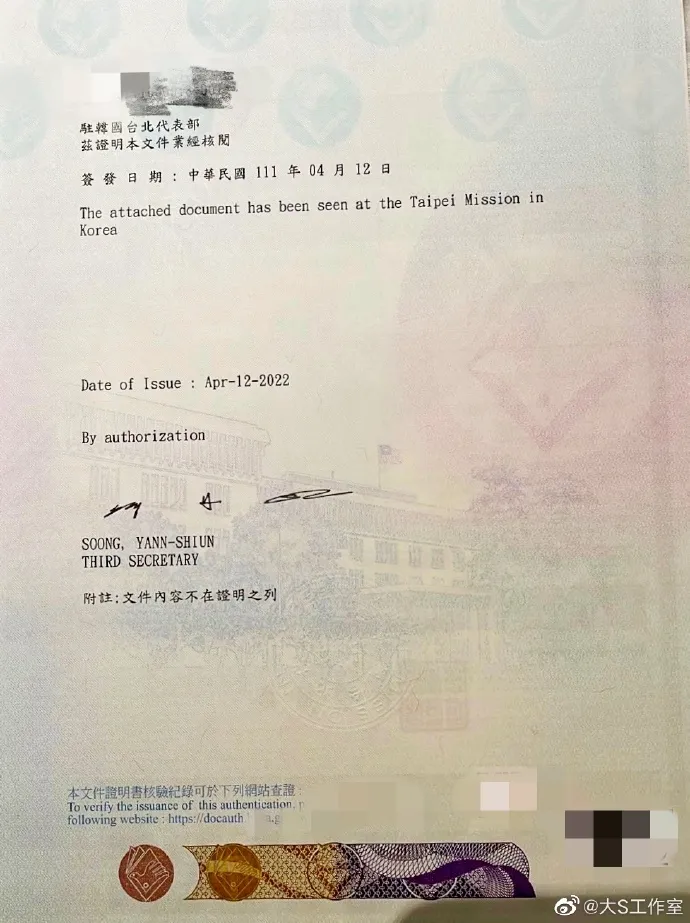 駐韓國台北代表部
茲證明本文件業經核閱
簽發日期：中華民國 111 年 04 月 12 日
The attached document has been seen at the Taipei Mission in
Korea
Date of Issue : Apr-12-2022
By authorization
SOONG, YANN-SHIUN
THIRD SECRETARY
附註:文件內容不在證明之列
本文件證明書核驗紀錄可於下列網站查證：
To verify the issuance of this authentication,
following website : https://docauth
@大S工作室